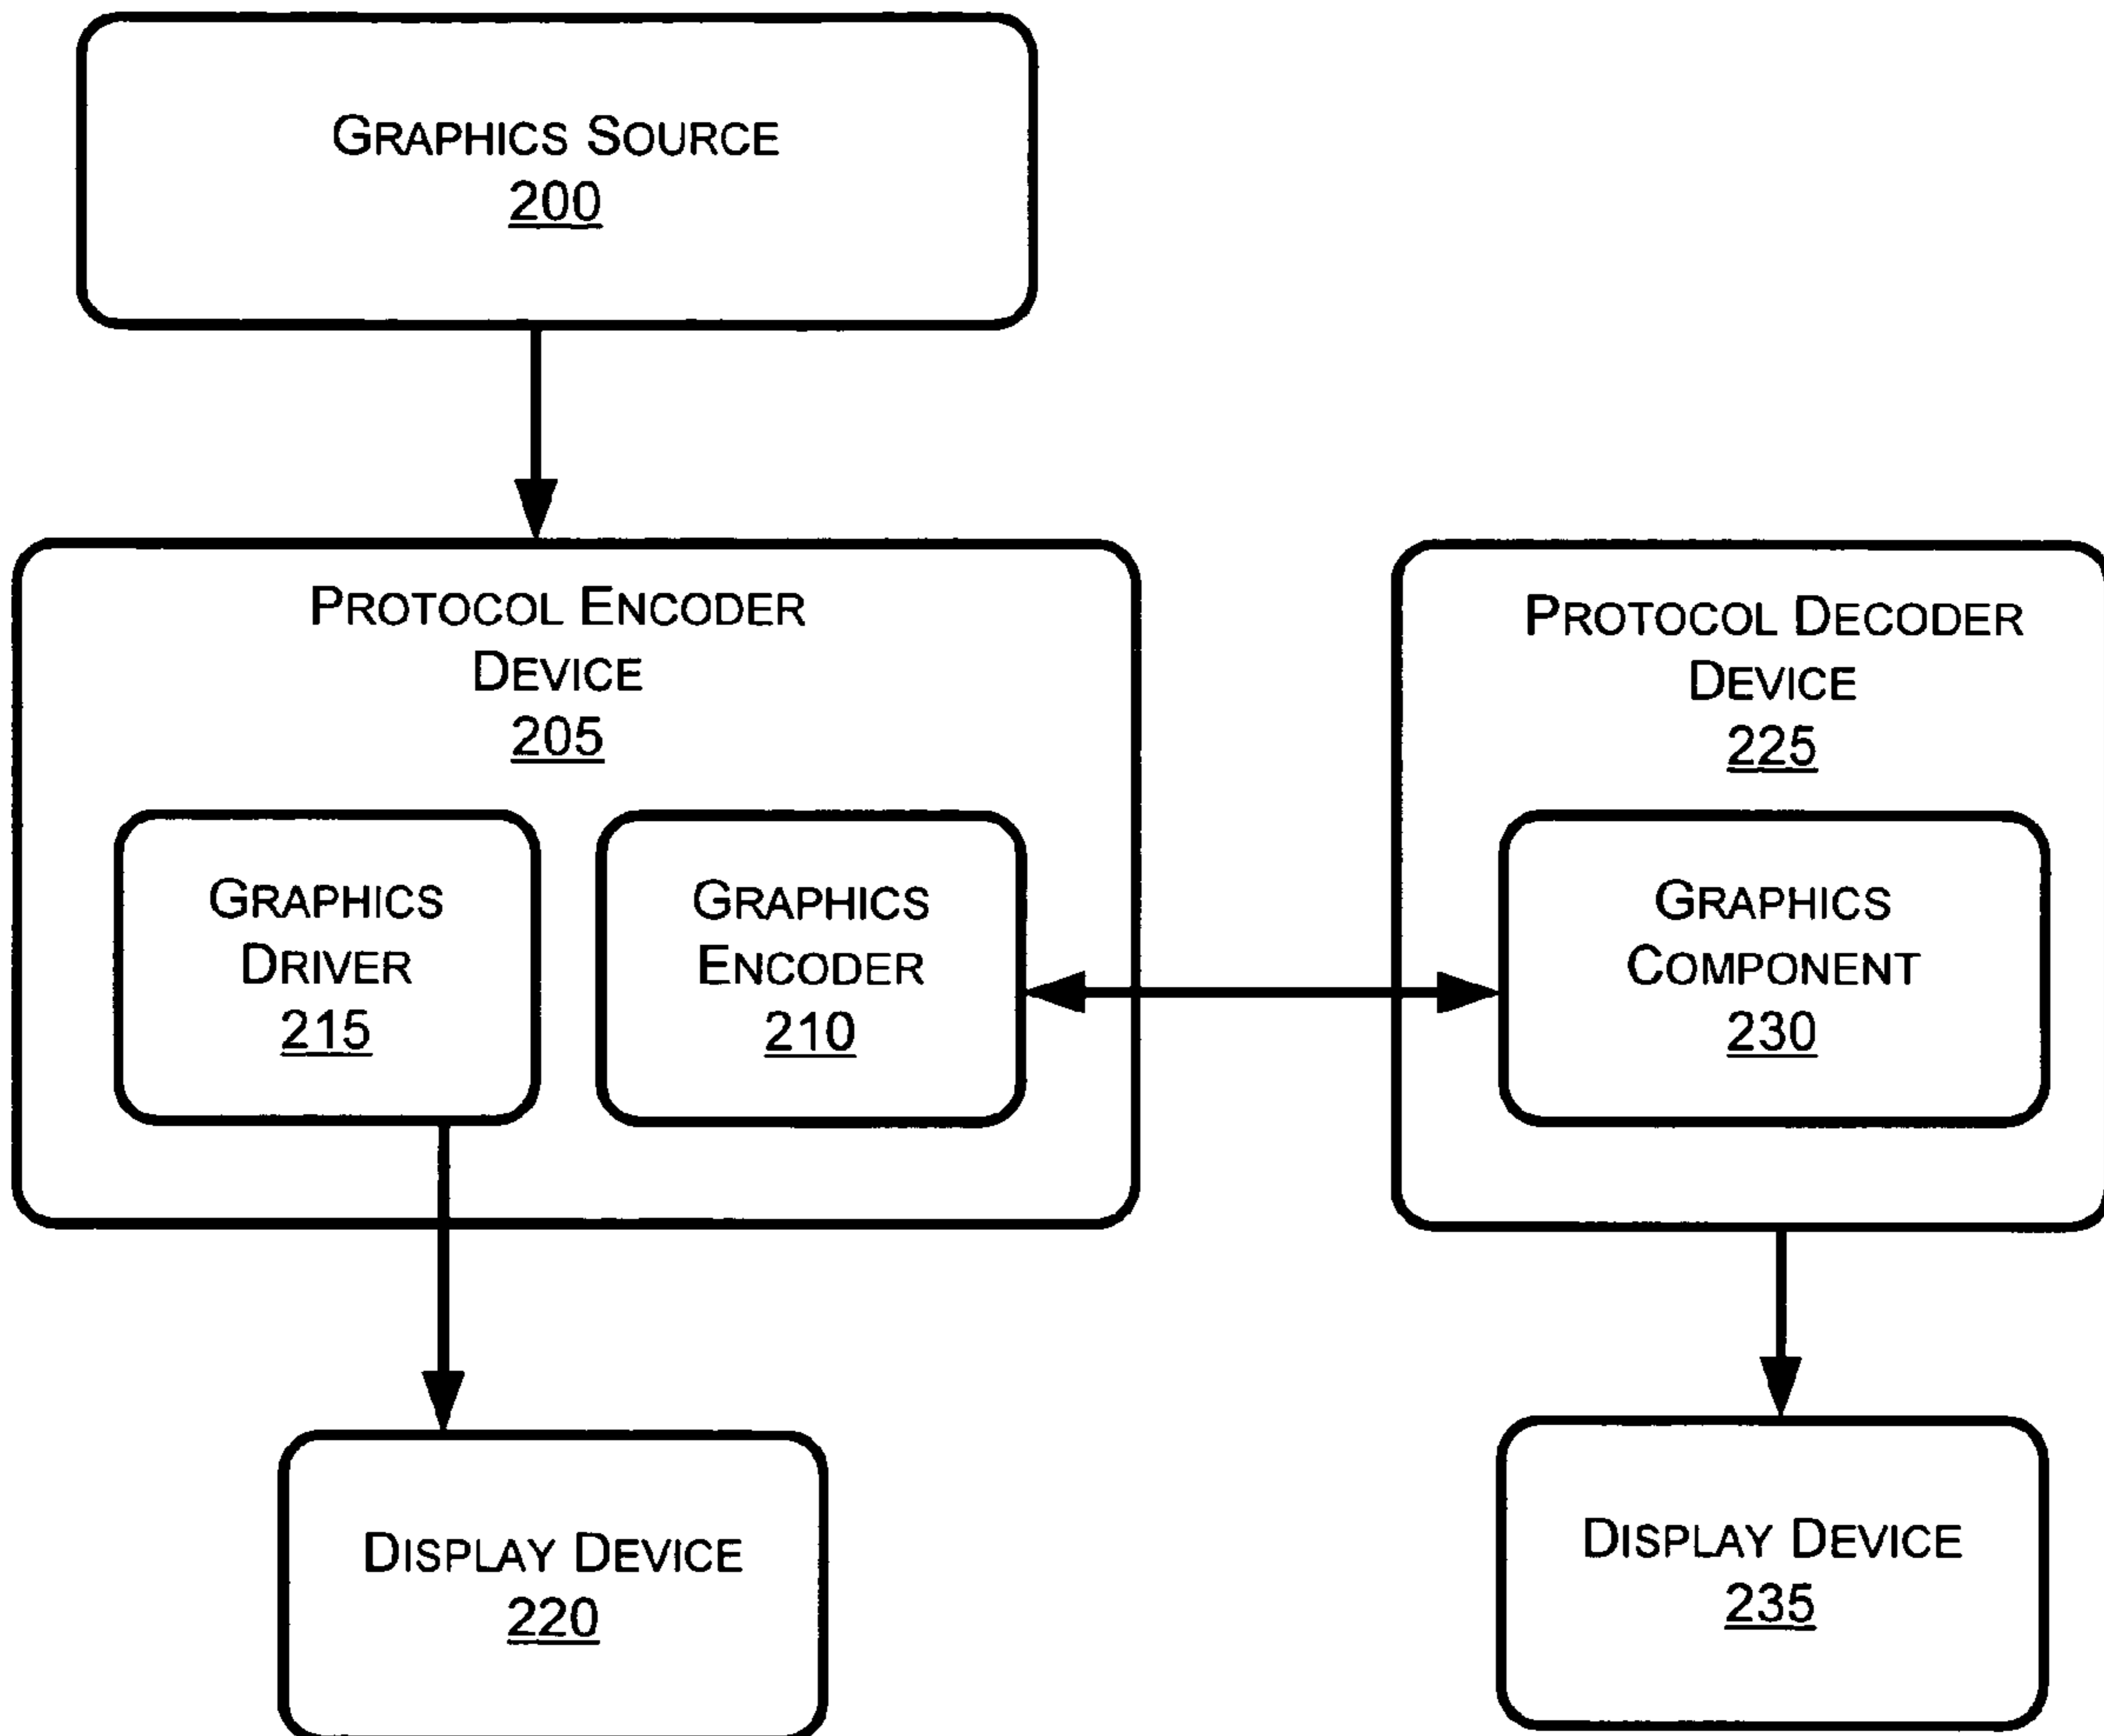 GRAPHICS SOURCE
200
PROTOCOL ENCODER
DEVICE
205
GRAPHICS
DRIVER
215
GRAPHICS
ENCODER
210
PROTOCOL DECODER
DEVICE
225
GRAPHICS
COMPONENT
230
DISPLAY DEVICE
220
DISPLAY DEVICE
235